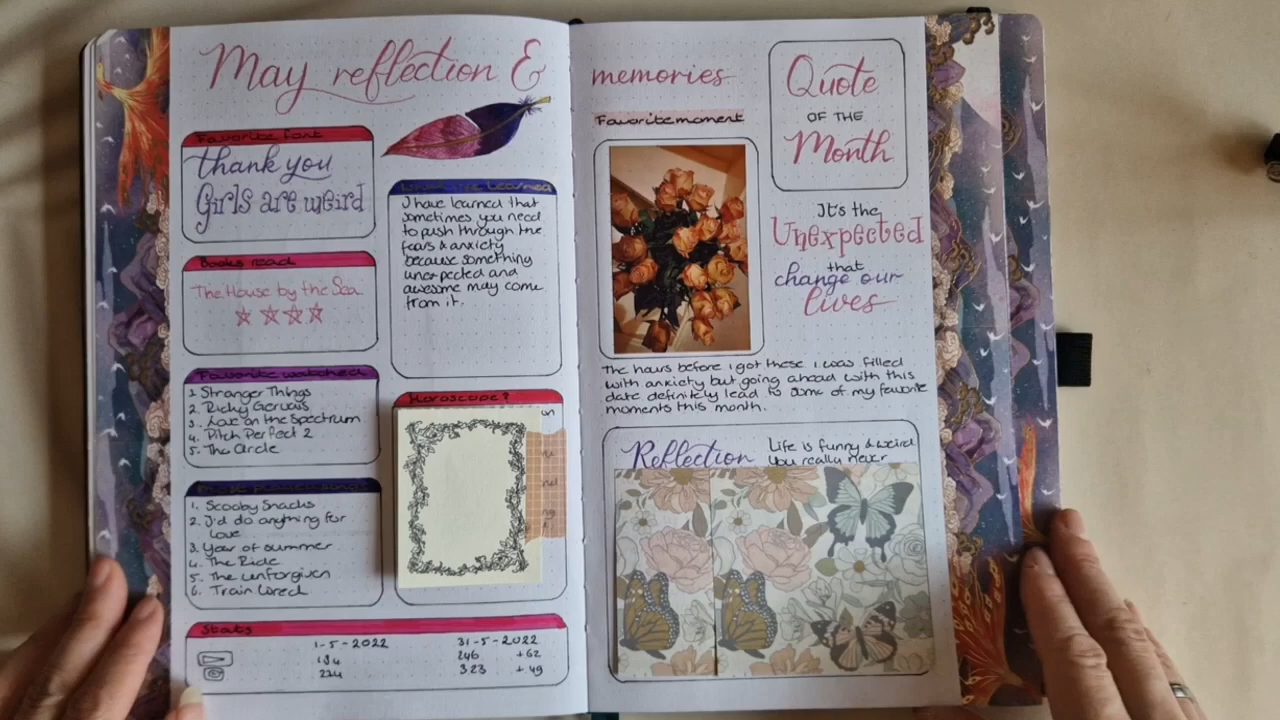 May reflection &
memories
Favorite font
thank you
Girls are weird
Books read
The House by the Sea
Favorite watched
1. Stranger Things
2. Ricky Gervais
3. Love on the Spectrum
4. Pitch Perfect 2
5. The Circle
1. Scooby Snacks
2. I'd do anything for
love
3. Year of summer
4. The Ride
5. The Unforgiven
6. Train Wreck
What I've learned
I have learned that
sometimes you need
to push through the
fears & anxiety
because something
unexpected and
awesome may come
from it.
Horoscope?
on
nd
ng
Stats
1-5-2022 31-5-2022
184 246 +62
274 323 +49
Favorite moment
The hours before I got these I was filled
with anxiety but going ahead with this
date definitely lead to some of my favorite
moments this month.
Quote
OF THE
Month
It's the
Unexpected
that
change our
lives
Reflection
Life is funny & weird
you really never